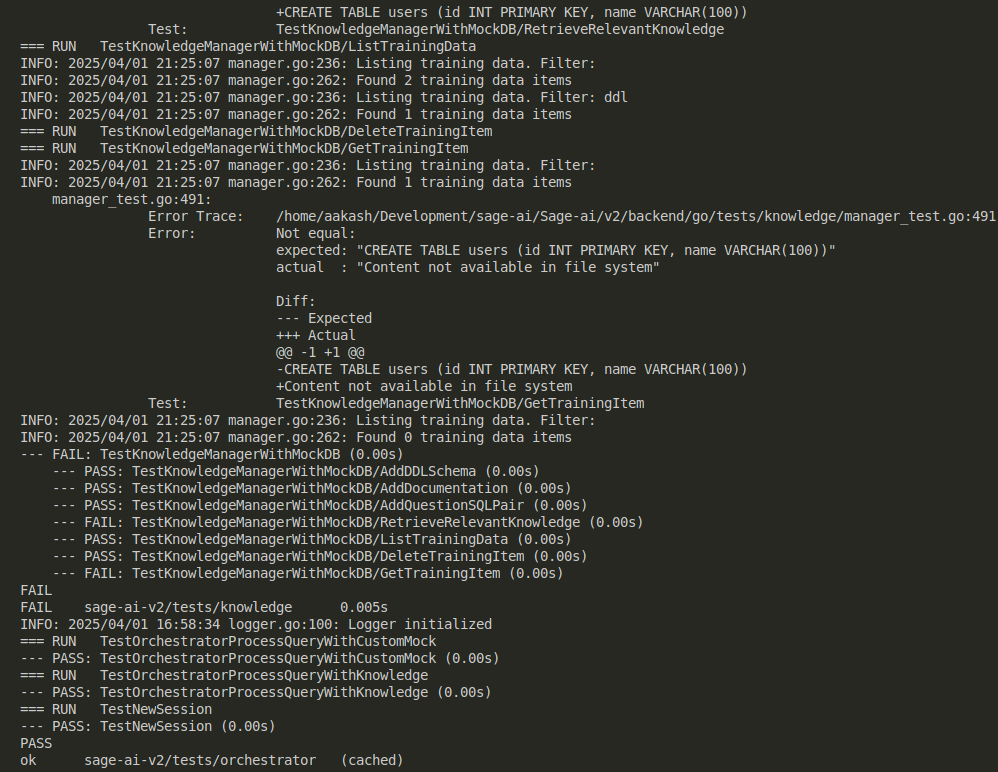 +CREATE TABLE users (id INT PRIMARY KEY, name VARCHAR(100))
Test: TestKnowledgeManagerWithMockDB/RetrieveRelevantKnowledge
=== RUN TestKnowledgeManagerWithMockDB/ListTrainingData
INFO: 2025/04/01 21:25:07 manager.go:236: Listing training data. Filter:
INFO: 2025/04/01 21:25:07 manager.go:262: Found 2 training data items
INFO: 2025/04/01 21:25:07 manager.go:236: Listing training data. Filter: ddl
INFO: 2025/04/01 21:25:07 manager.go:262: Found 1 training data items
=== RUN TestKnowledgeManagerWithMockDB/DeleteTrainingItem
=== RUN TestKnowledgeManagerWithMockDB/GetTrainingItem
INFO: 2025/04/01 21:25:07 manager.go:236: Listing training data. Filter:
INFO: 2025/04/01 21:25:07 manager.go:262: Found 1 training data items
manager_test.go:491:
Error Trace: /home/aakash/Development/sage-ai/Sage-ai/v2/backend/go/tests/knowledge/manager_test.go:491
Error: Not equal:
expected: "CREATE TABLE users (id INT PRIMARY KEY, name VARCHAR(100))"
actual : "Content not available in file system"
Diff:
--- Expected
+++ Actual
@@ -1 +1 @@
-CREATE TABLE users (id INT PRIMARY KEY, name VARCHAR(100))
+Content not available in file system
Test: TestKnowledgeManagerWithMockDB/GetTrainingItem
INFO: 2025/04/01 21:25:07 manager.go:236: Listing training data. Filter:
INFO: 2025/04/01 21:25:07 manager.go:262: Found 0 training data items
--- FAIL: TestKnowledgeManagerWithMockDB (0.00s)
--- PASS: TestKnowledgeManagerWithMockDB/AddDDLSchema (0.00s)
--- PASS: TestKnowledgeManagerWithMockDB/AddDocumentation (0.00s)
--- PASS: TestKnowledgeManagerWithMockDB/AddQuestionSQLPair (0.00s)
--- FAIL: TestKnowledgeManagerWithMockDB/RetrieveRelevantKnowledge (0.00s)
--- PASS: TestKnowledgeManagerWithMockDB/ListTrainingData (0.00s)
--- PASS: TestKnowledgeManagerWithMockDB/DeleteTrainingItem (0.00s)
--- FAIL: TestKnowledgeManagerWithMockDB/GetTrainingItem (0.00s)
FAIL
FAIL sage-ai-v2/tests/knowledge 0.005s
INFO: 2025/04/01 16:58:34 logger.go:100: Logger initialized
=== RUN TestOrchestratorProcessQueryWithCustomMock
--- PASS: TestOrchestratorProcessQueryWithCustomMock (0.00s)
=== RUN TestOrchestratorProcessQueryWithKnowledge
--- PASS: TestOrchestratorProcessQueryWithKnowledge (0.00s)
=== RUN TestNewSession
--- PASS: TestNewSession (0.00s)
PASS
ok sage-ai-v2/tests/orchestrator (cached)